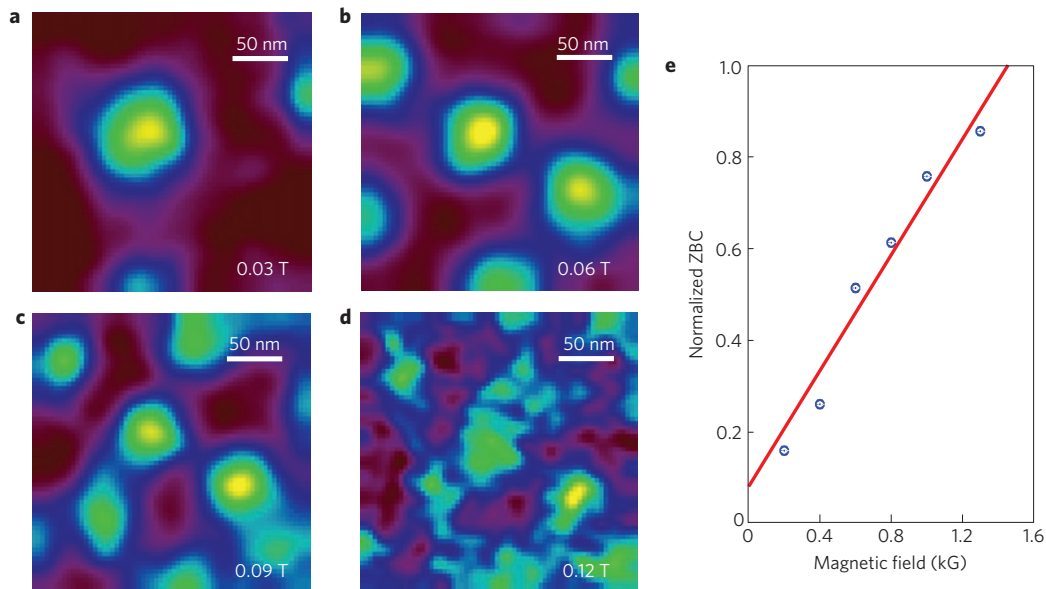 a
50 nm
0.03 T
b
50 nm
0.06 T
c
50 nm
0.09 T
d
50 nm
0.12 T
e
1.0
0.8
0.6
0.4
0.2
0
Normalized ZBC
0 0.4 0.8 1.2 1.6
Magnetic field (kG)